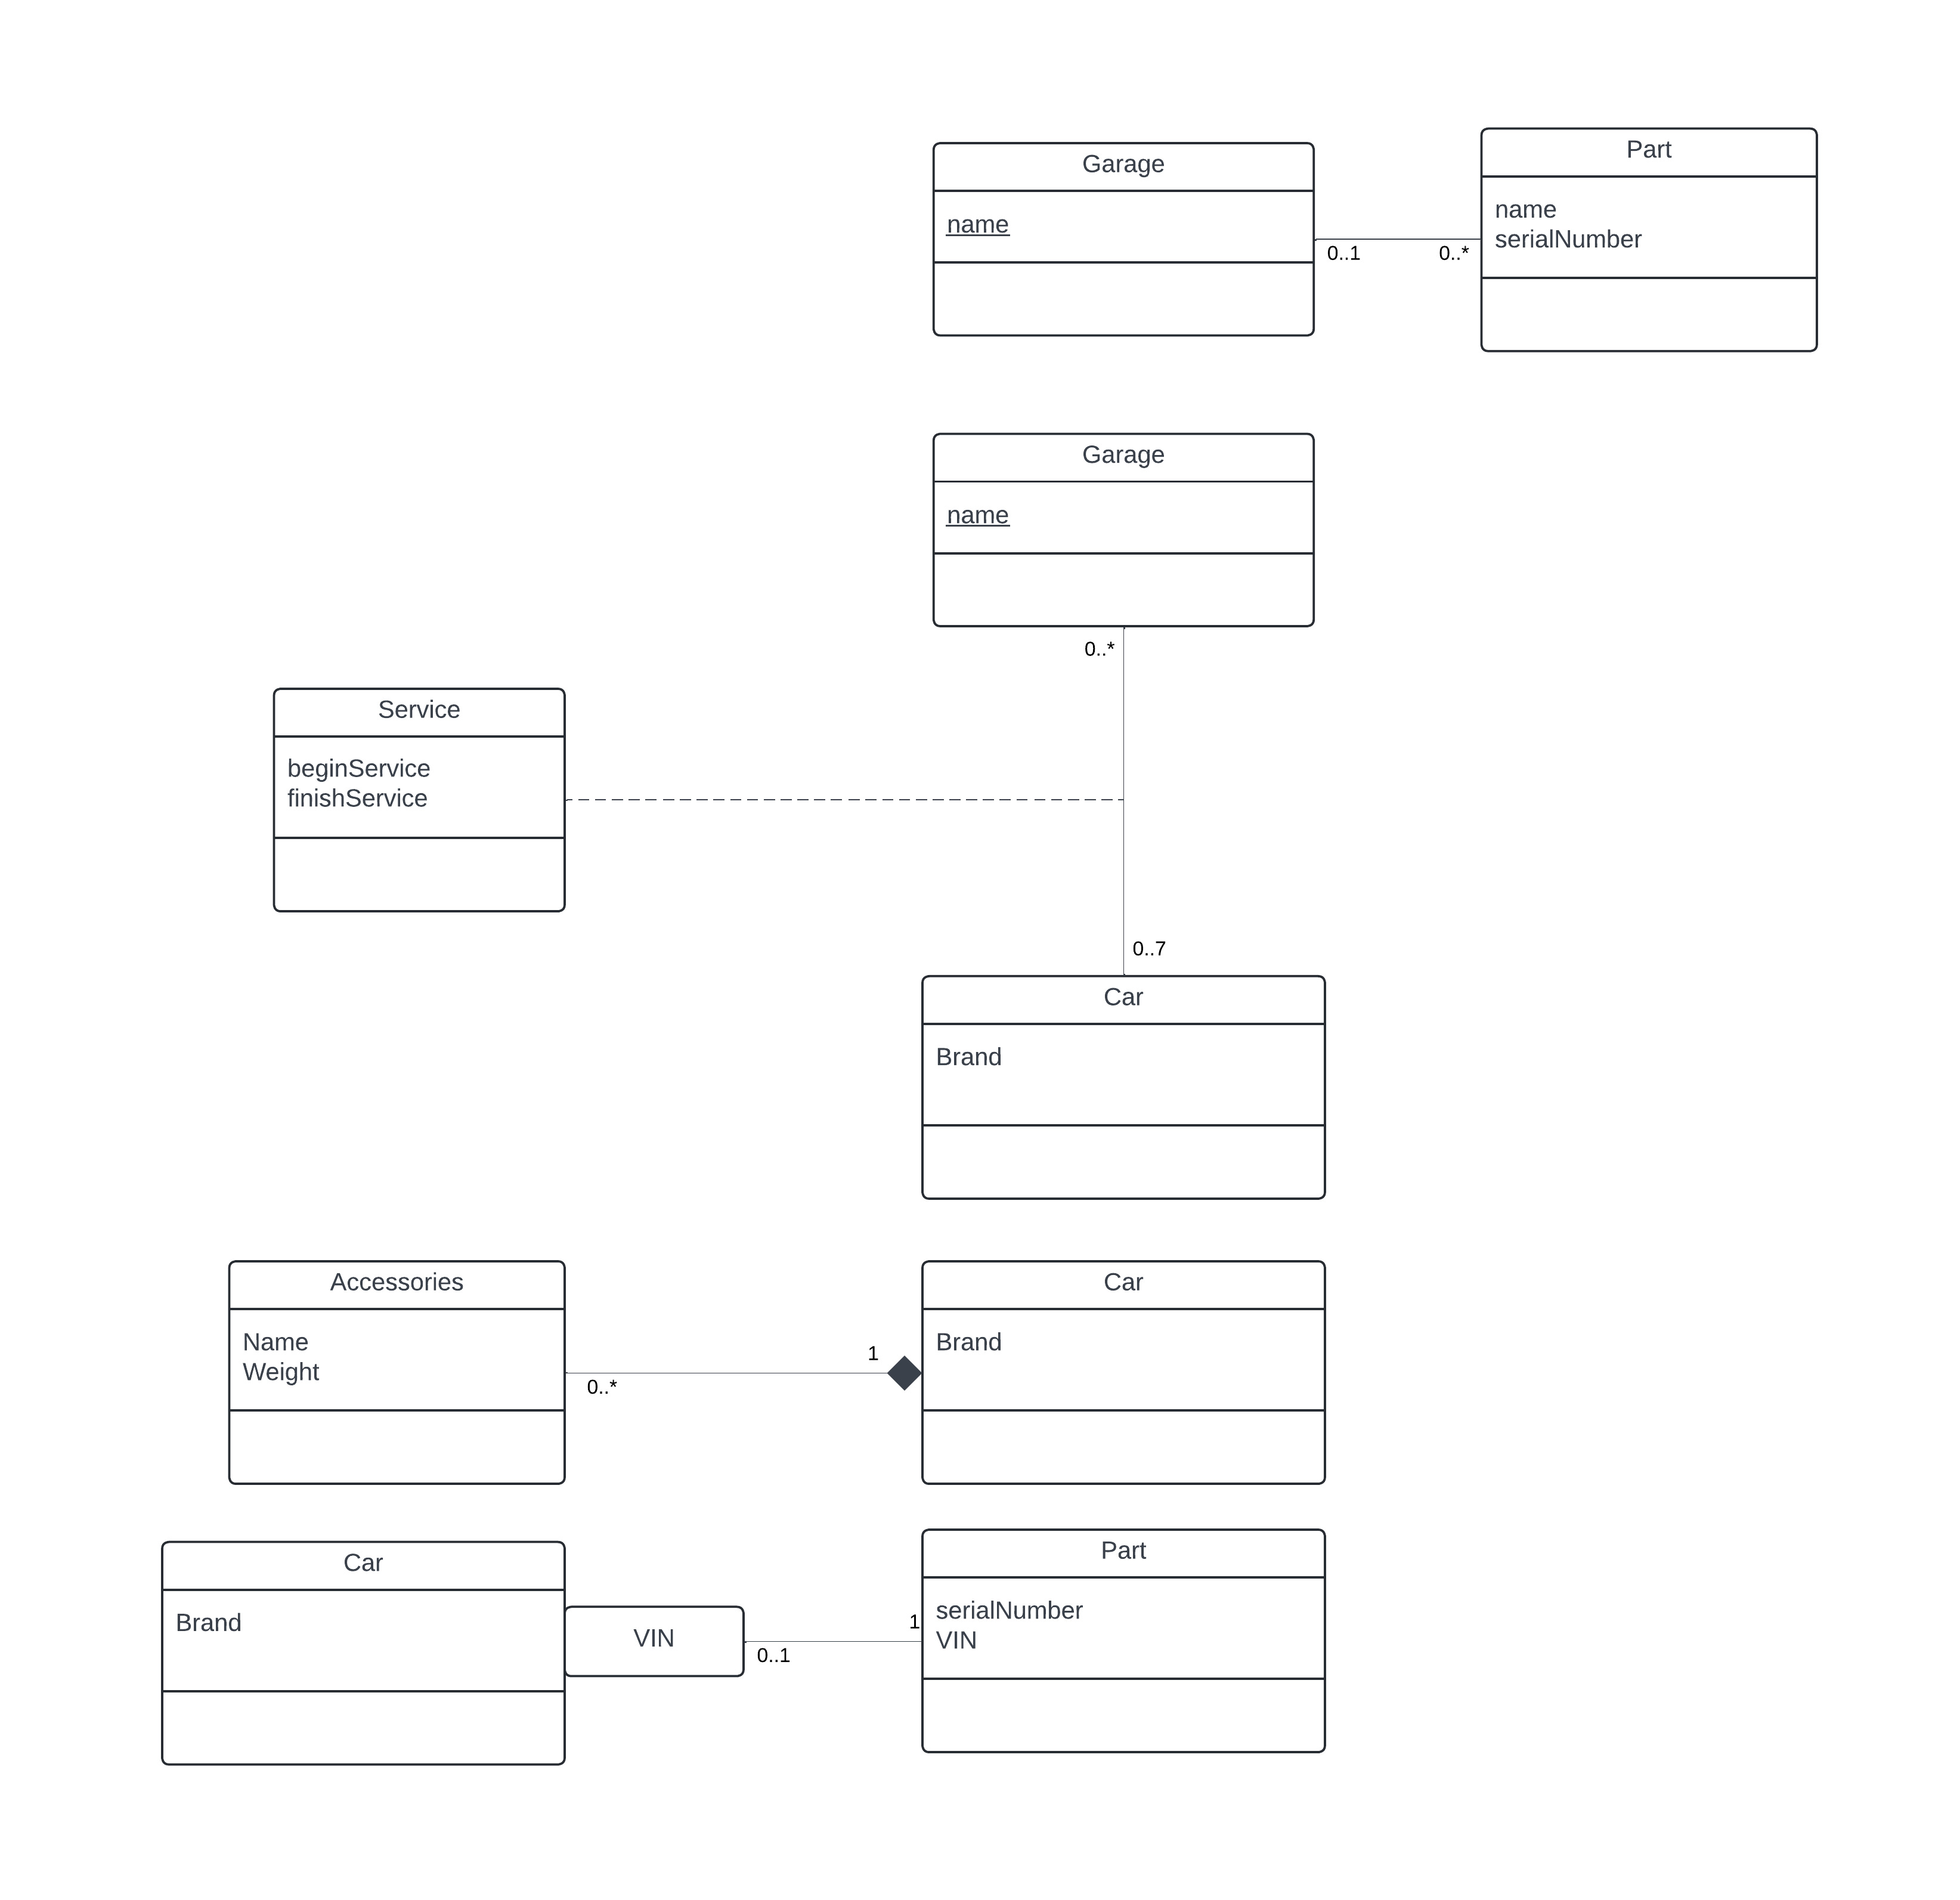 Garage
name
0..1
0..*
Part
name
serialNumber
Garage
name
0..*
Service
beginService
finishService
0..7
Car
Brand
Accessories
Name
Weight
0..*
1
Car
Brand
Car
Brand
VIN
0..1
1
Part
serialNumber
VIN